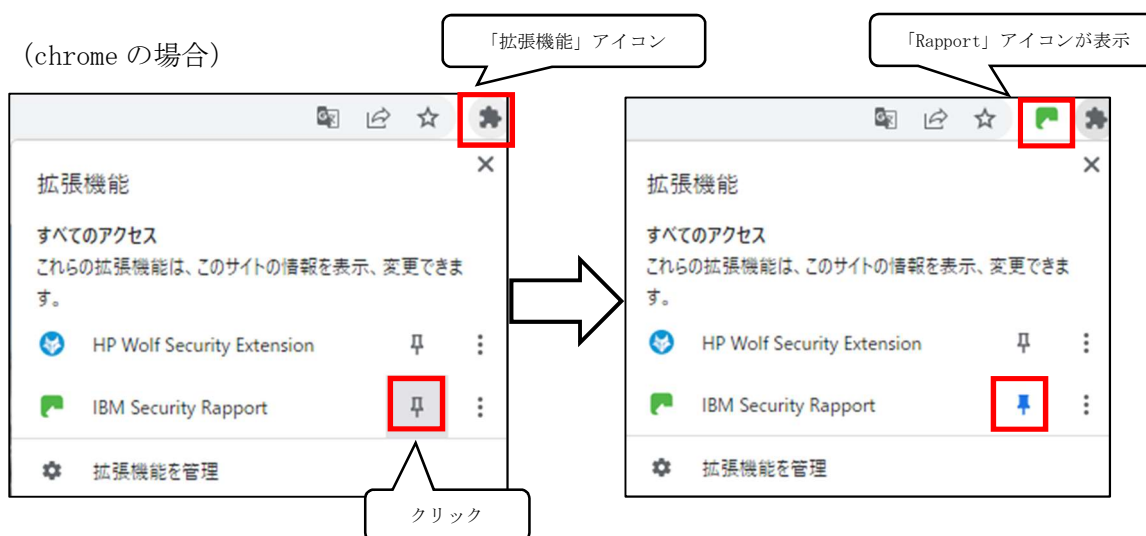 (chrome の場合)
「拡張機能」アイコン
「Rapport」アイコンが表示
拡張機能
すべてのアクセス
これらの拡張機能は、このサイトの情報を表示、変更できま
す。
HP Wolf Security Extension
IBM Security Rapport
拡張機能を管理
クリック
拡張機能
すべてのアクセス
これらの拡張機能は、このサイトの情報を表示、変更できま
す。
HP Wolf Security Extension
IBM Security Rapport
拡張機能を管理